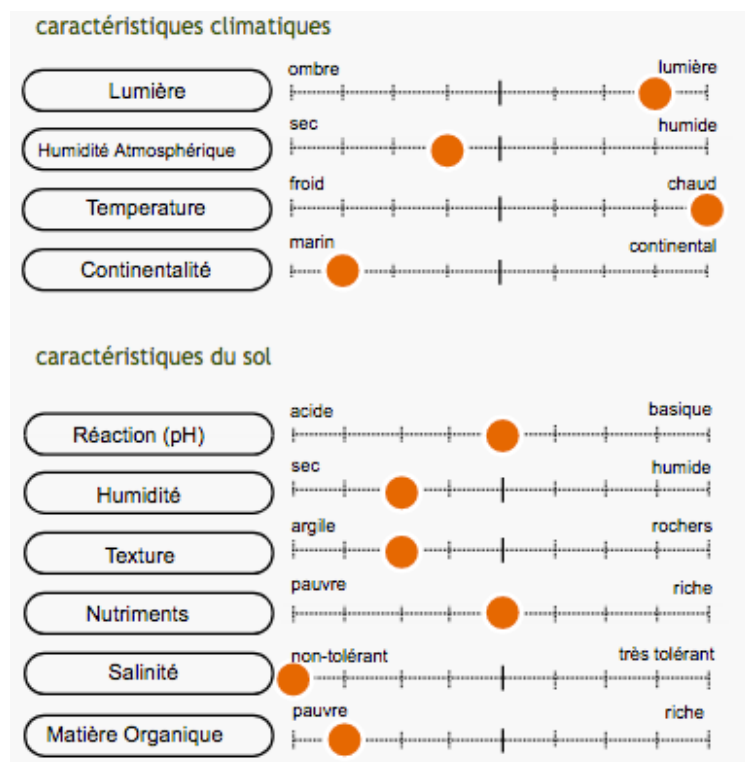 caractéristiques climatiques
ombre lumière
Lumière
sec humide
Humidité Atmosphérique
froid chaud
Temperature
marin continental
Continentalité
caractéristiques du sol
acide basique
Réaction (pH)
sec humide
Humidité
argile rochers
Texture
pauvre riche
Nutriments
non-tolérant très tolérant
Salinité
pauvre riche
Matière Organique